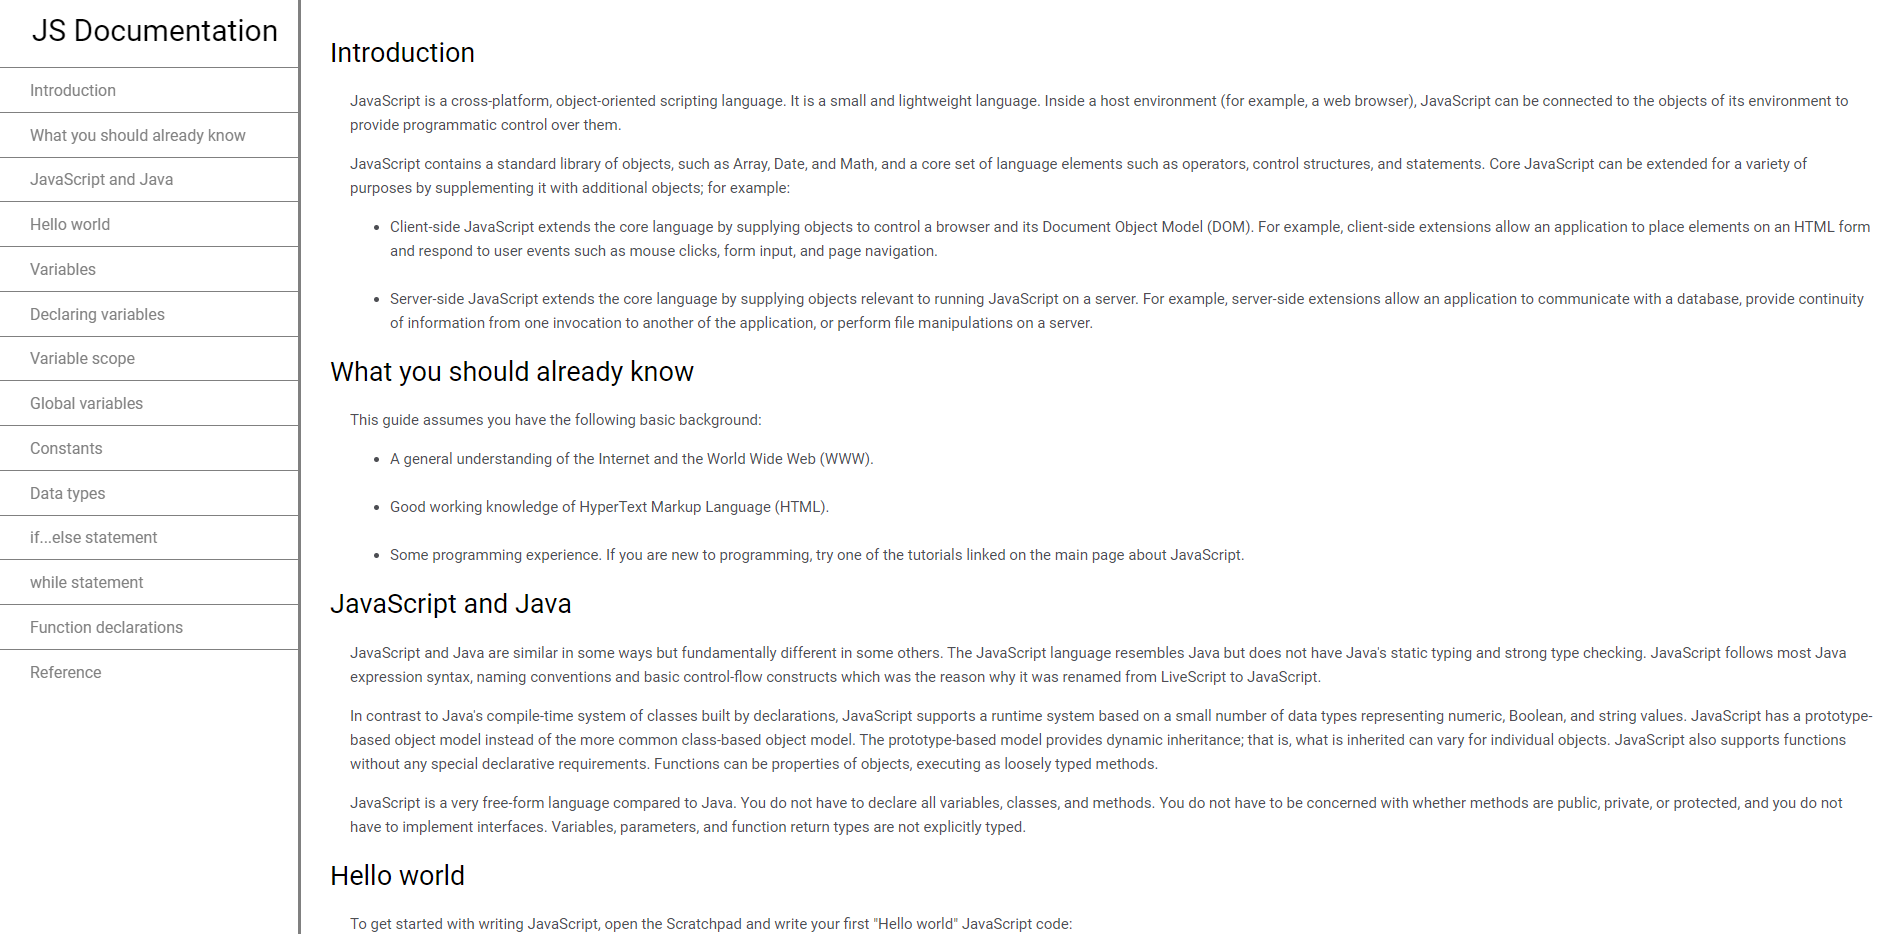 JS Documentation
Introduction
What you should already know
JavaScript and Java
Hello world
Variables
Declaring variables
Variable scope
Global variables
Constants
Data types
if...else statement
while statement
Function declarations
Reference
Introduction
JavaScript is a cross-platform, object-oriented scripting language. It is a small and lightweight language. Inside a host environment (for example, a web browser), JavaScript can be connected to the objects of its environment to
provide programmatic control over them.
JavaScript contains a standard library of objects, such as Array, Date, and Math, and a core set of language elements such as operators, control structures, and statements. Core JavaScript can be extended for a variety of
purposes by supplementing it with additional objects; for example:
• Client-side JavaScript extends the core language by supplying objects to control a browser and its Document Object Model (DOM). For example, client-side extensions allow an application to place elements on an HTML form
and respond to user events such as mouse clicks, form input, and page navigation.
• Server-side JavaScript extends the core language by supplying objects relevant to running JavaScript on a server. For example, server-side extensions allow an application to communicate with a database, provide continuity
of information from one invocation to another of the application, or perform file manipulations on a server.
What you should already know
This guide assumes you have the following basic background:
• A general understanding of the Internet and the World Wide Web (WWW).
• Good working knowledge of HyperText Markup Language (HTML).
• Some programming experience. If you are new to programming, try one of the tutorials linked on the main page about JavaScript.
JavaScript and Java
JavaScript and Java are similar in some ways but fundamentally different in some others. The JavaScript language resembles Java but does not have Java's static typing and strong type checking. JavaScript follows most Java
expression syntax, naming conventions and basic control-flow constructs which was the reason why it was renamed from LiveScript to JavaScript.
In contrast to Java's compile-time system of classes built by declarations, JavaScript supports a runtime system based on a small number of data types representing numeric, Boolean, and string values. JavaScript has a prototype-
based object model instead of the more common class-based object model. The prototype-based model provides dynamic inheritance; that is, what is inherited can vary for individual objects. JavaScript also supports functions
without any special declarative requirements. Functions can be properties of objects, executing as loosely typed methods.
JavaScript is a very free-form language compared to Java. You do not have to declare all variables, classes, and methods. You do not have to be concerned with whether methods are public, private, or protected, and you do not
have to implement interfaces. Variables, parameters, and function return types are not explicitly typed.
Hello world
To get started with writing JavaScript, open the Scratchpad and write your first "Hello world" JavaScript code: